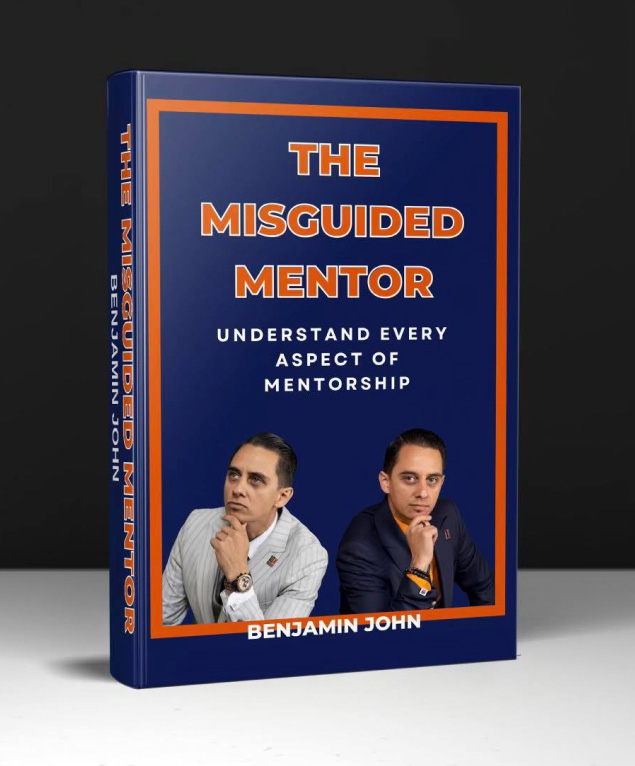 THE
MISGUIDED
MENTOR
UNDERSTAND EVERY
ASPECT OF
MENTORSHIP
BENJAMIN JOHN
THE MISGUIDED MENTOR
BENJAMIN JOHN